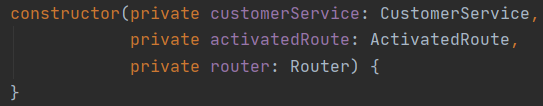 constructor(private customerService: CustomerService,
private activatedRoute: ActivatedRoute,
private router: Router) {
}